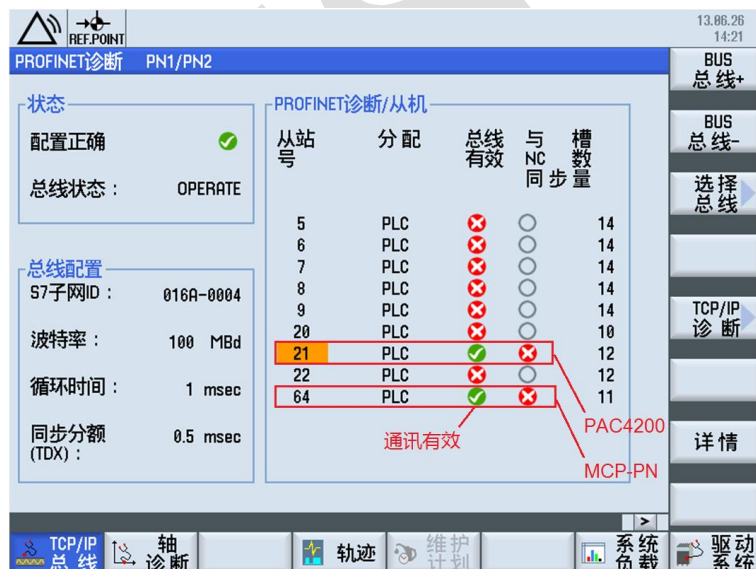 REF.POINT
13.06.26
14:21
PROFINET诊断 PN1/PN2
状态
配置正确
总线状态： OPERATE
总线配置
S7子网ID： 016A-0004
波特率： 100 MBd
循环时间： 1 msec
同步分额 0.5 msec
(TDX)：
PROFINET诊断/从机
从站 分配 总线 与 槽
号 有效 NC 数
同步 量
5 PLC 14
6 PLC 14
7 PLC 14
8 PLC 14
9 PLC 14
20 PLC 10
21 PLC 12
22 PLC 12
64 PLC 11
通讯有效
PAC4200
MCP-PN
BUS
总线+
BUS
总线-
选择
总线
TCP/IP
诊断
详情
>
TCP/IP
总线
轴
诊断
轨迹
维护
计划
系统
负载
驱动
系统